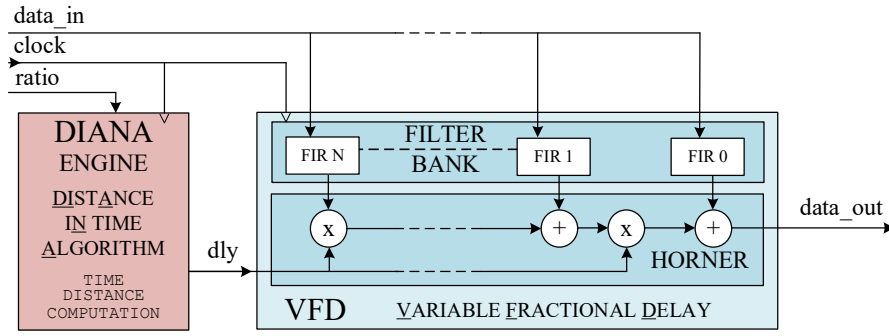 data_in
clock
ratio
DIANA
ENGINE
DISTANCE
IN TIME
ALGORITHM
TIME
DISTANCE
COMPUTATION
dly
FILTER
BANK
FIR N
FIR 1
FIR 0
x
+
x
+
HORNER
data_out
VFD
VARIABLE FRACTIONAL DELAY